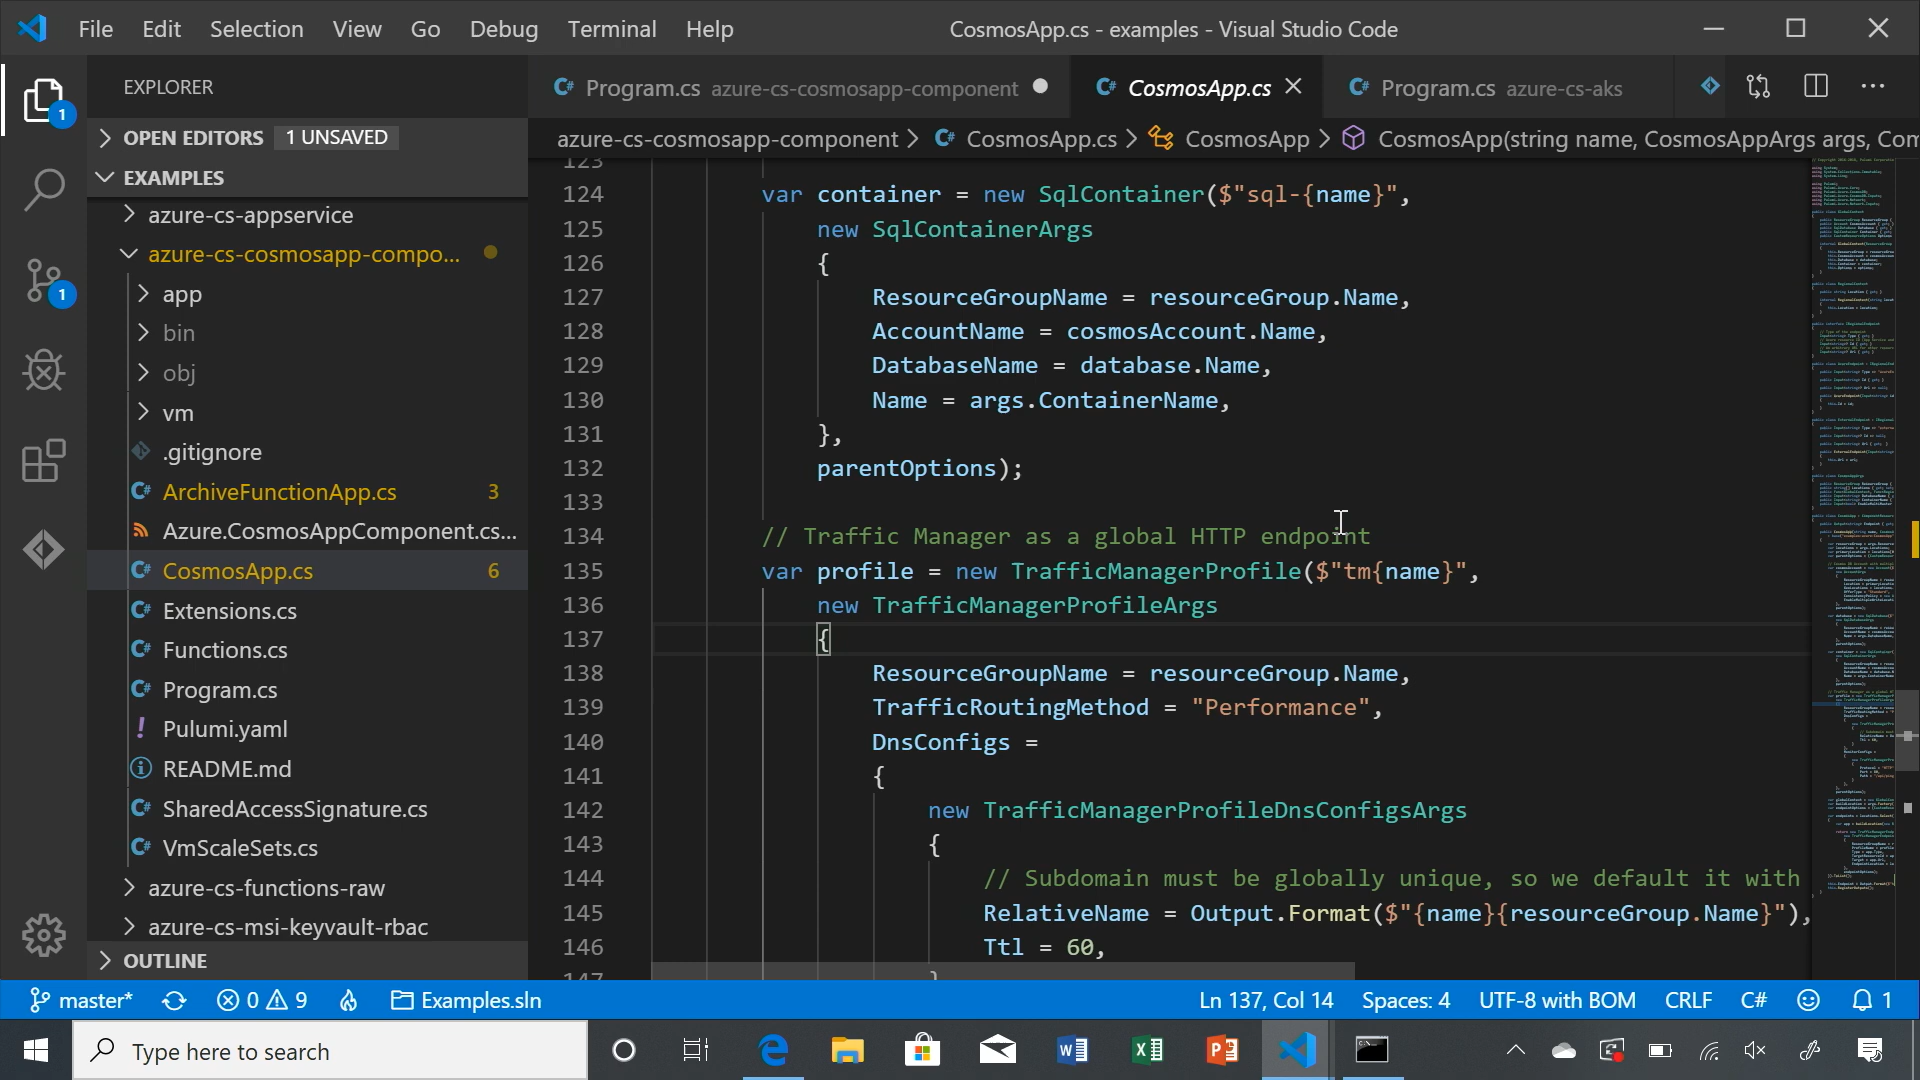 File Edit Selection View Go Debug Terminal Help
CosmosApp.cs - examples - Visual Studio Code
EXPLORER
Program.cs azure-cs-cosmosapp-component
CosmosApp.cs
Program.cs azure-cs-aks
OPEN EDITORS 1 UNSAVED
azure-cs-cosmosapp-component > CosmosApp.cs > CosmosApp > CosmosApp(string name, CosmosAppArgs args, Com
EXAMPLES
azure-cs-appservice
azure-cs-cosmosapp-compo...
app
bin
obj
vm
.gitignore
ArchiveFunctionApp.cs 3
Azure.CosmosAppComponent.cs...
CosmosApp.cs 6
Extensions.cs
Functions.cs
Program.cs
Pulumi.yaml
README.md
SharedAccessSignature.cs
VmScaleSets.cs
azure-cs-functions-raw
azure-cs-msi-keyvault-rbac
OUTLINE
1
1
123
124 var container = new SqlContainer($"sql-{name}",
125 new SqlContainerArgs
126 {
127 ResourceGroupName = resourceGroup.Name,
128 AccountName = cosmosAccount.Name,
129 DatabaseName = database.Name,
130 Name = args.ContainerName,
131 },
132 parentOptions);
133
134 // Traffic Manager as a global HTTP endpoint
135 var profile = new TrafficManagerProfile($"tm{name}",
136 new TrafficManagerProfileArgs
137 {
138 ResourceGroupName = resourceGroup.Name,
139 TrafficRoutingMethod = "Performance",
140 DnsConfigs =
141 {
142 new TrafficManagerProfileDnsConfigsArgs
143 {
144 // Subdomain must be globally unique, so we default it with
145 RelativeName = Output.Format($"{name}{resourceGroup.Name}"),
146 Ttl = 60,
147 }
master* 0 9 Examples.sln Ln 137, Col 14 Spaces: 4 UTF-8 with BOM CRLF C# 1
Type here to search